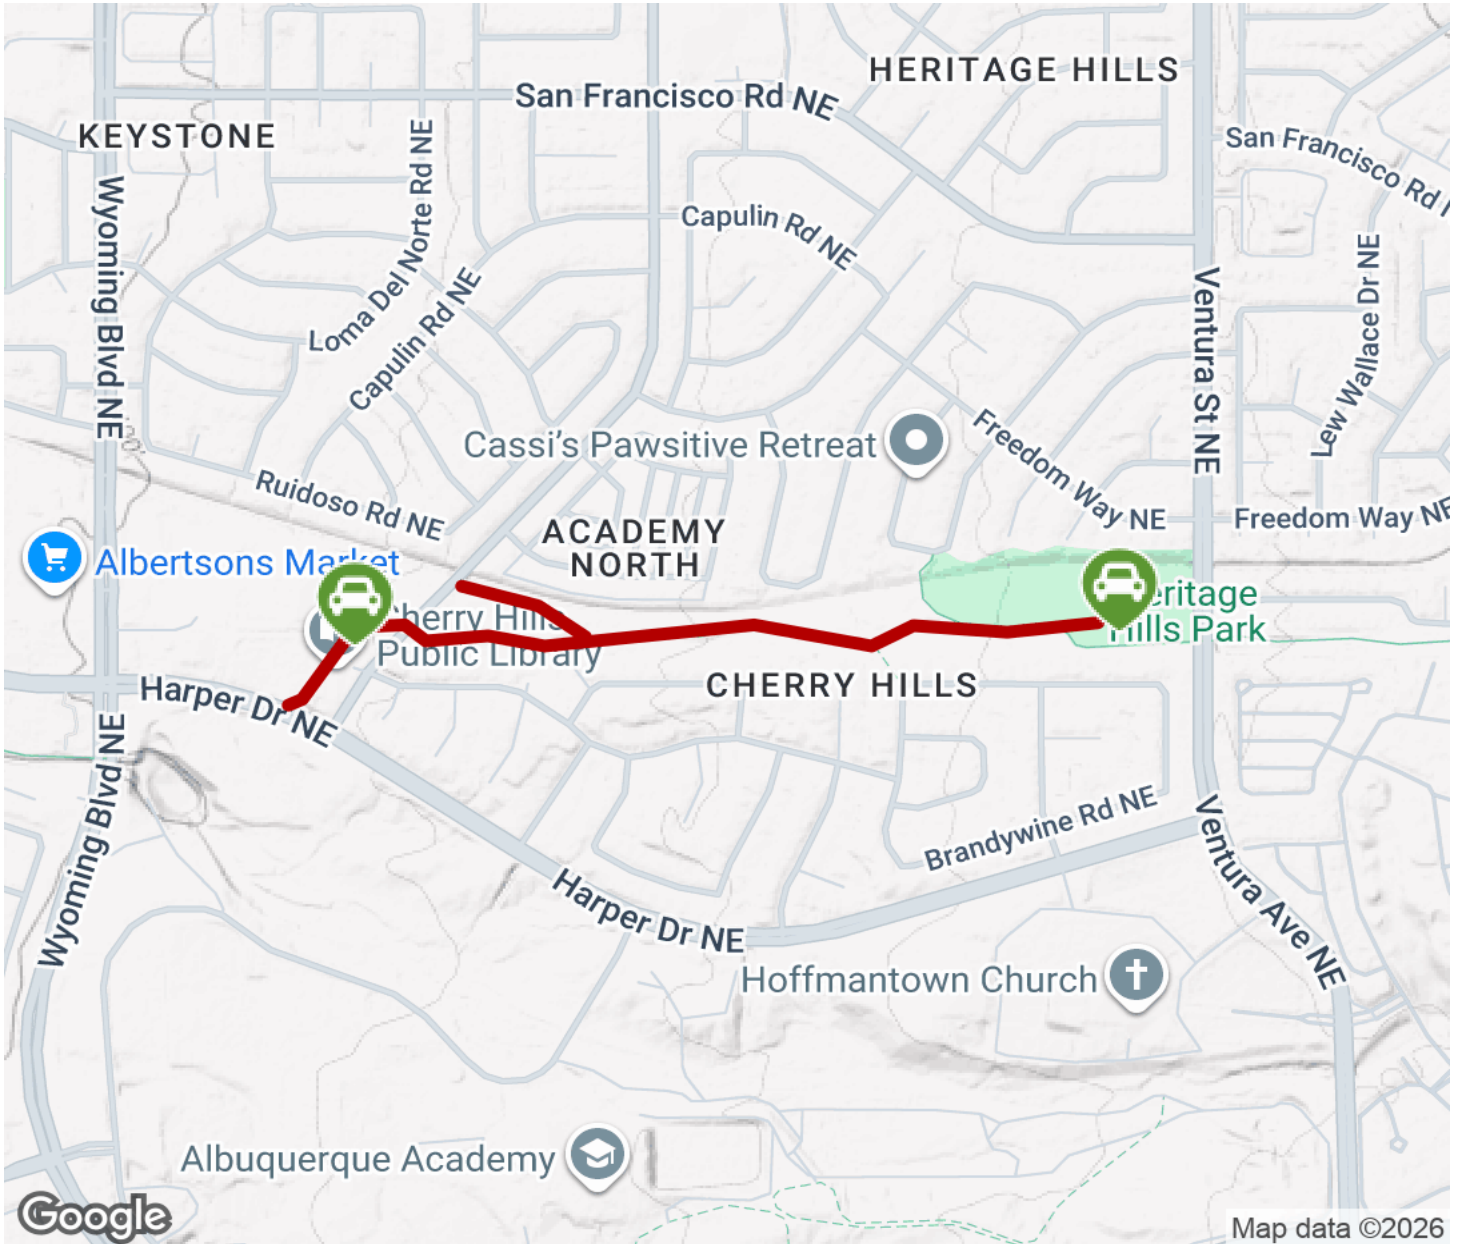 HERITAGE HILLS
San Francisco Rd NE
KEYSTONE
San Francisco Rd
Loma Del Norte Rd NE
Capulin Rd NE
Wyoming Blvd NE
Capulin Rd NE
Ventura St NE
Lew Wallace Dr NE
Cassi's Pawsitive Retreat
Freedom Way NE
Ruidoso Rd NE
Freedom Way NE
ACADEMY
NORTH
Albertsons Market
Cherry Hills
Public Library
eritage
Hills Park
CHERRY HILLS
Harper Dr NE
Wyoming Blvd NE
Brandywine Rd NE
Ventura Ave NE
Harper Dr NE
Hoffmantown Church
Albuquerque Academy
Google
Map data ©2026